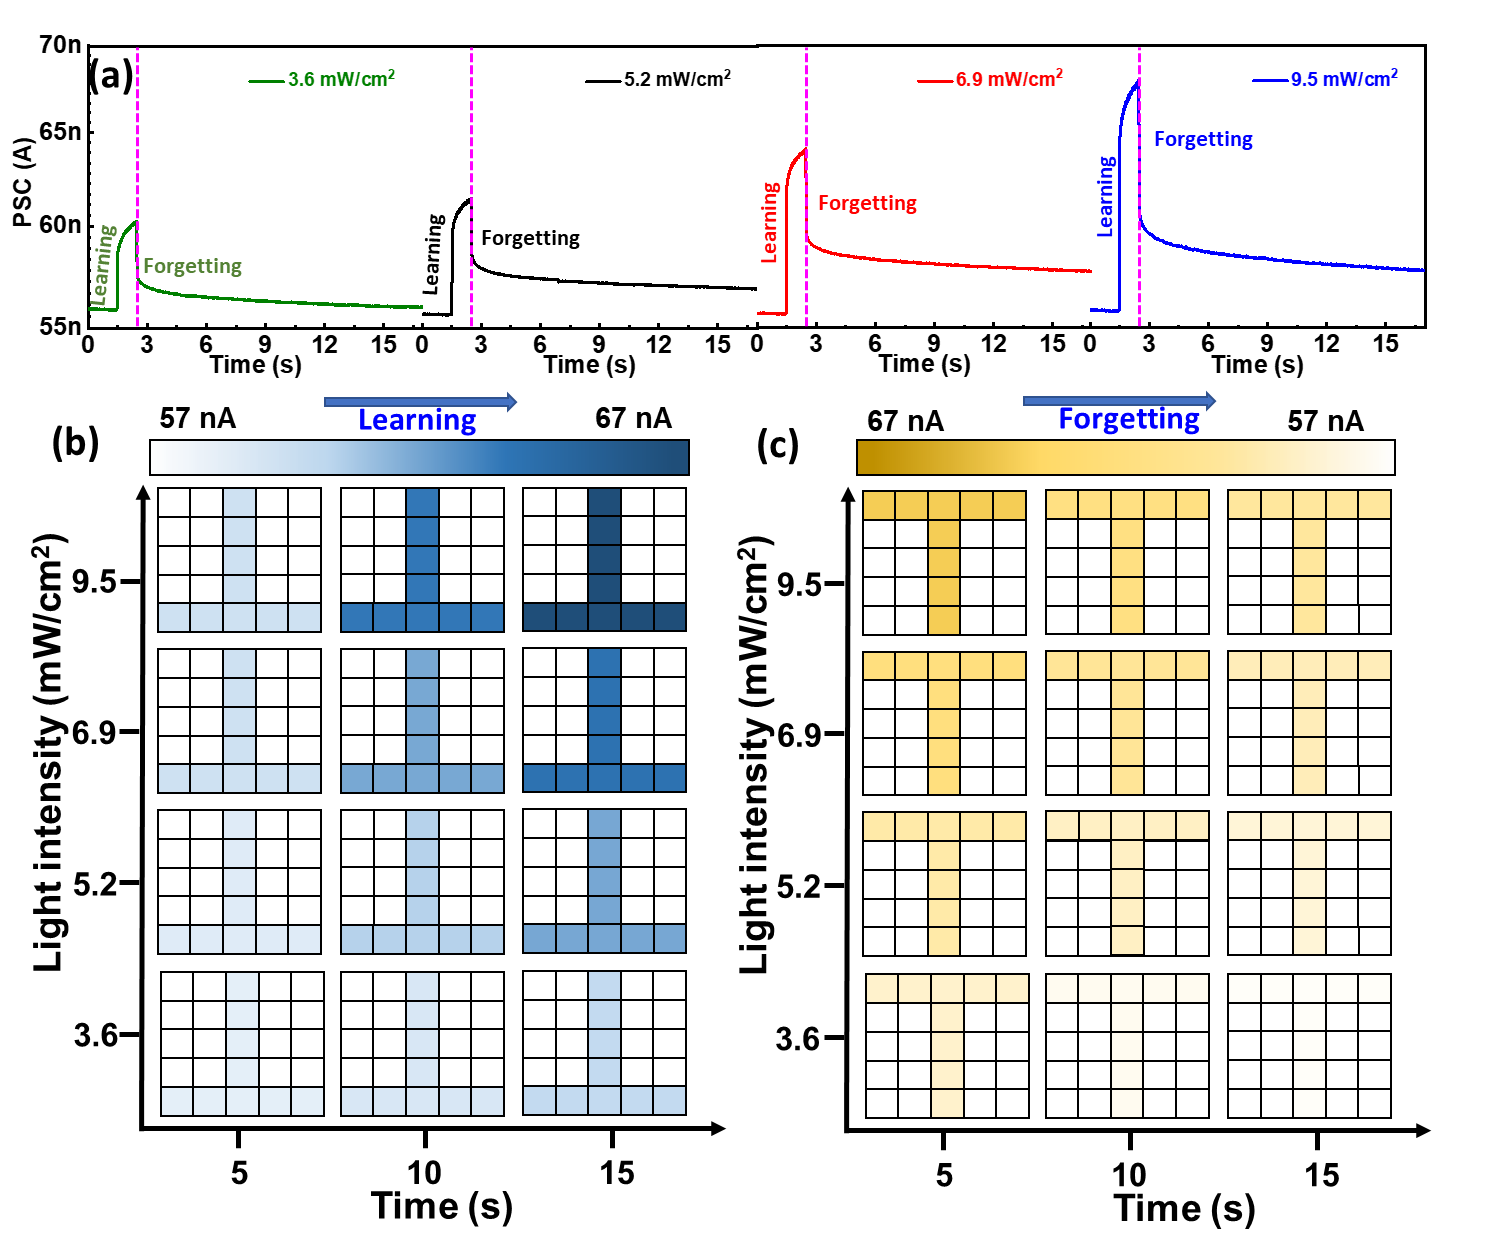 (a)
70n
65n
60n
55n
PSC (A)
3.6 mW/cm²
5.2 mW/cm²
6.9 mW/cm²
9.5 mW/cm²
Learning
Forgetting
Learning
Forgetting
Learning
Forgetting
Learning
Forgetting
0 3 6 9 12 15 0 3 6 9 12 15 0 3 6 9 12 15 0 3 6 9 12 15
Time (s) Time (s) Time (s) Time (s)
(b)
57 nA
Learning
67 nA
Light intensity (mW/cm²)
9.5
6.9
5.2
3.6
5 10 15
Time (s)
(c)
67 nA
Forgetting
57 nA
Light intensity (mW/cm²)
9.5
6.9
5.2
3.6
5 10 15
Time (s)